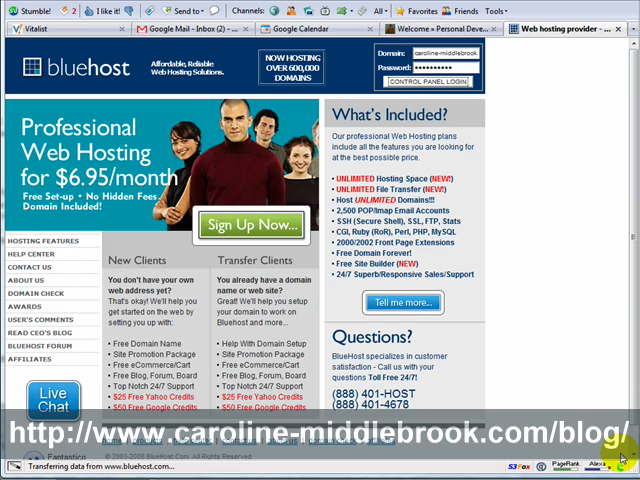 Stumble! 2 Send to Channels: All Favorites Friends Tools
Vitalist
Google Mail - Inbox (2) - ...
Google Calendar
Welcome » Personal Deve...
Web hosting provider - ...
bluehost
Affordable, Reliable
Web Hosting Solutions.
NOW HOSTING
OVER 600,000
DOMAINS
Domain: caroline-middlebrook
Password: ••••••••••
CONTROL PANEL LOGIN
Professional
Web Hosting
for $6.95/month
Free Set-up • No Hidden Fees
Domain Included!
Sign Up Now...
HOSTING FEATURES
HELP CENTER
CONTACT US
ABOUT US
DOMAIN CHECK
AWARDS
USER'S COMMENTS
READ CEO'S BLOG
BLUEHOST FORUM
AFFILIATES
Live
Chat
New Clients
You don't have your own
web address yet?
That's okay! We'll help you
get started on the web by
setting you up with:
• Free Domain Name
• Site Promotion Package
• Free eCommerce/Cart
• Free Blog, Forum, Board
• Top Notch 24/7 Support
• $25 Free Yahoo Credits
• $50 Free Google Credits
Transfer Clients
You already have a domain
name or web site?
Great! We'll help you setup
your domain to work on
Bluehost and more...
• Help With Domain Setup
• Site Promotion Package
• Free eCommerce/Cart
• Free Blog, Forum, Board
• Top Notch 24/7 Support
• $25 Free Yahoo Credits
• $50 Free Google Credits
What's Included?
Our professional Web Hosting plans
include all the features you are looking for
at the best possible price.
• UNLIMITED Hosting Space (NEW!)
• UNLIMITED File Transfer (NEW!)
• Host UNLIMITED Domains!!!
• 2,500 POP/Imap Email Accounts
• SSH (Secure Shell), SSL, FTP, Stats
• CGI, Ruby (RoR), Perl, PHP, MySQL
• 2000/2002 Front Page Extensions
• Free Domain Forever!
• Free Site Builder (NEW)
• 24/7 Superb/Responsive Sales/Support
Tell me more...
Questions?
BlueHost specializes in customer
satisfaction - Call us with your
questions Toll Free 24/7!
(888) 401-HOST
(888) 401-4678
http://www.caroline-middlebrook.com/blog/
Fantastico
© 2003-2008 BlueHost.Com. All Rights Reserved
Transferring data from www.bluehost.com...
S3Fox
PageRank
Alexa